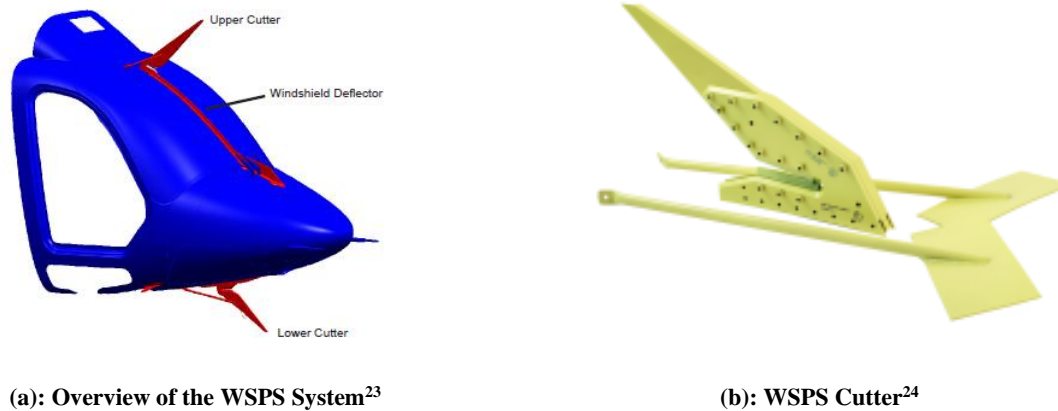 Upper Cutter
Windshield Deflector
Lower Cutter
(a): Overview of the WSPS System23
(b): WSPS Cutter24